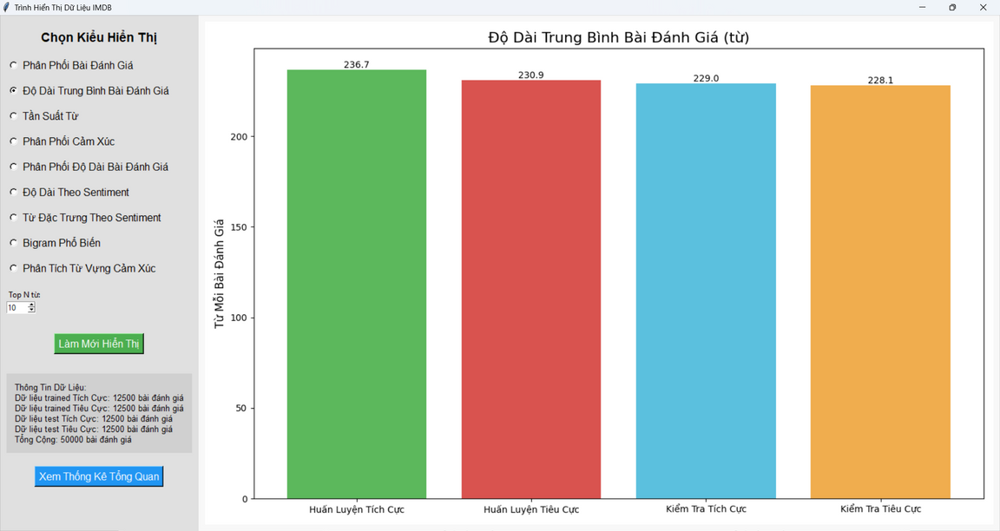 Trình Hiển Thị Dữ Liệu IMDB
Chọn Kiểu Hiển Thị
Phân Phối Bài Đánh Giá
Độ Dài Trung Bình Bài Đánh Giá
Tần Suất Từ
Phân Phối Cảm Xúc
Phân Phối Độ Dài Bài Đánh Giá
Độ Dài Theo Sentiment
Từ Đặc Trưng Theo Sentiment
Bigram Phổ Biến
Phân Tích Từ Vựng Cảm Xúc
Top N từ:
10
Làm Mới Hiển Thị
Thông Tin Dữ Liệu:
Dữ liệu trained Tích Cực: 12500 bài đánh giá
Dữ liệu trained Tiêu Cực: 12500 bài đánh giá
Dữ liệu test Tích Cực: 12500 bài đánh giá
Dữ liệu test Tiêu Cực: 12500 bài đánh giá
Tổng Cộng: 50000 bài đánh giá
Xem Thống Kê Tổng Quan
Độ Dài Trung Bình Bài Đánh Giá (từ)
Từ Mỗi Bài Đánh Giá
200
150
100
50
0
236.7
230.9
229.0
228.1
Huấn Luyện Tích Cực
Huấn Luyện Tiêu Cực
Kiểm Tra Tích Cực
Kiểm Tra Tiêu Cực